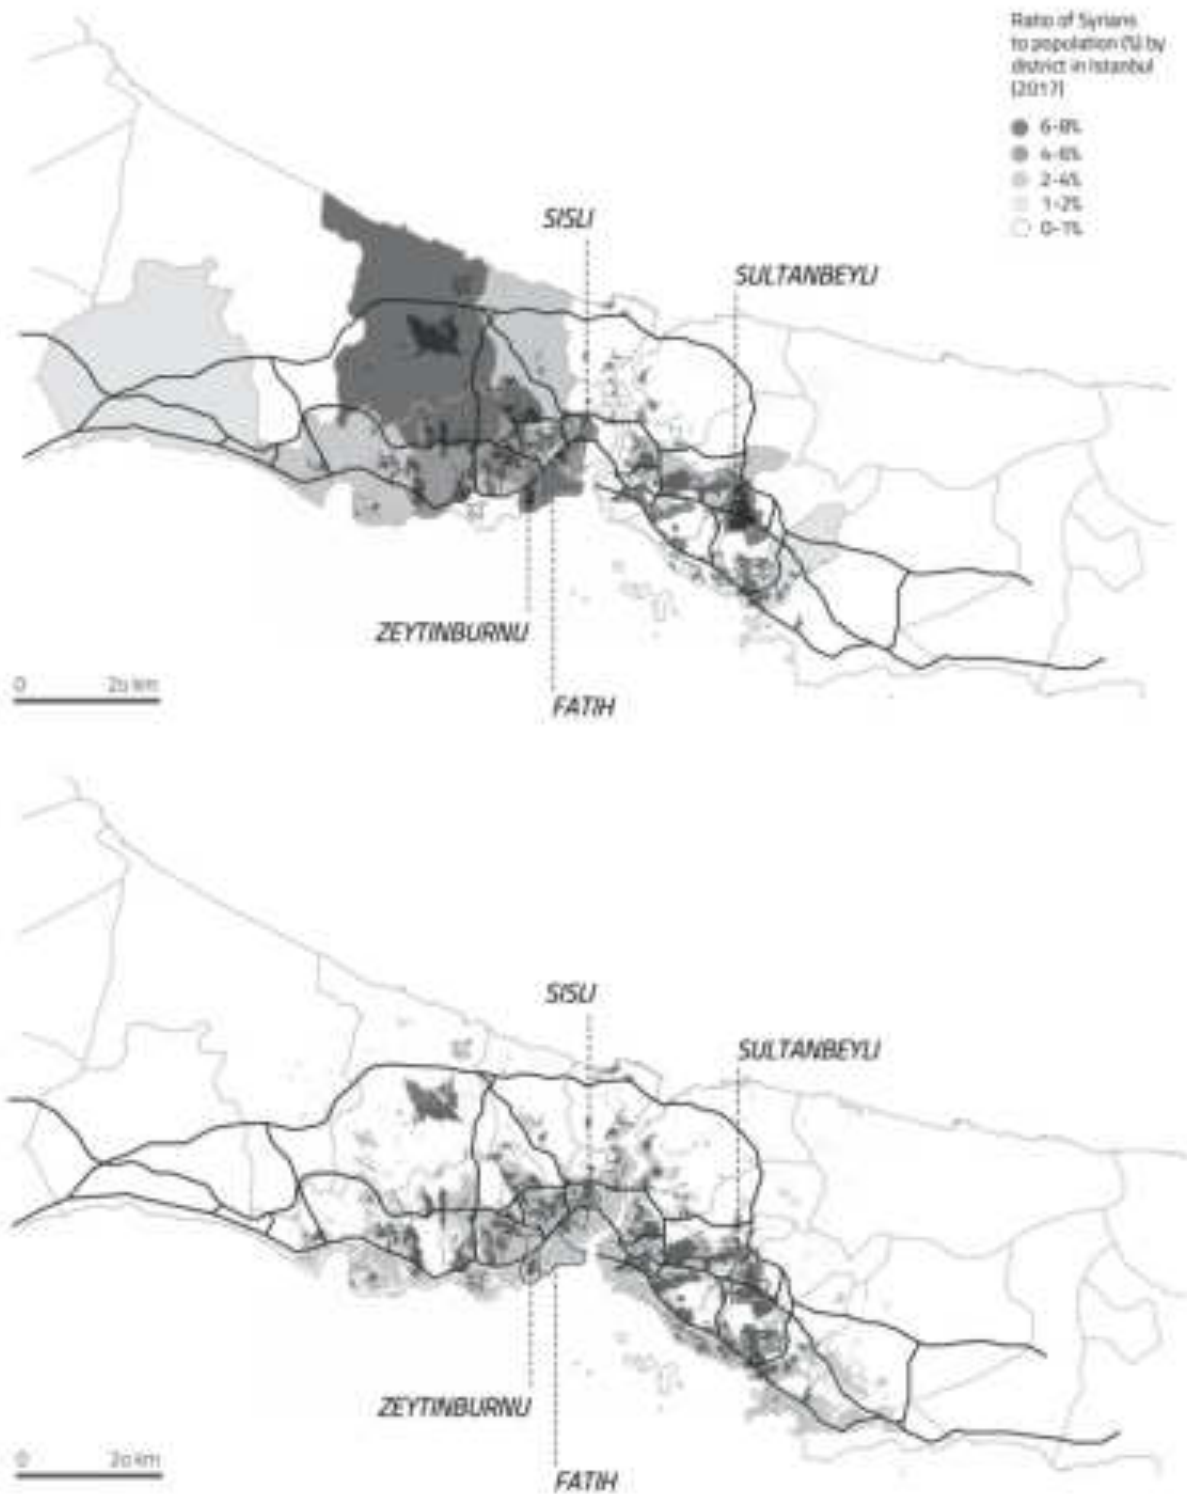 Ratio of Syrians
to population (%) by
district in Istanbul
(2017)
6-8%
4-6%
2-4%
1-2%
0-1%
SISLI
SULTANBEYLI
ZEYTINBURNU
FATIH
0 20 km
SISLI
SULTANBEYLI
ZEYTINBURNU
FATIH
0 20 km